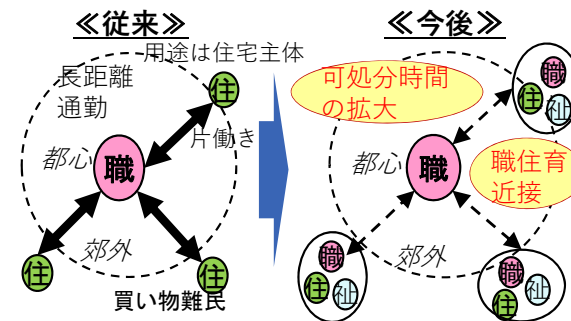 ≪従来≫
用途は住宅主体
長距離
通勤
住
片働き
都心
職
郊外
住
住
買い物難民
≪今後≫
可処分時間
の拡大
職
住
祉
都心
職
職住育
近接
郊外
職
住
祉
職
住
祉